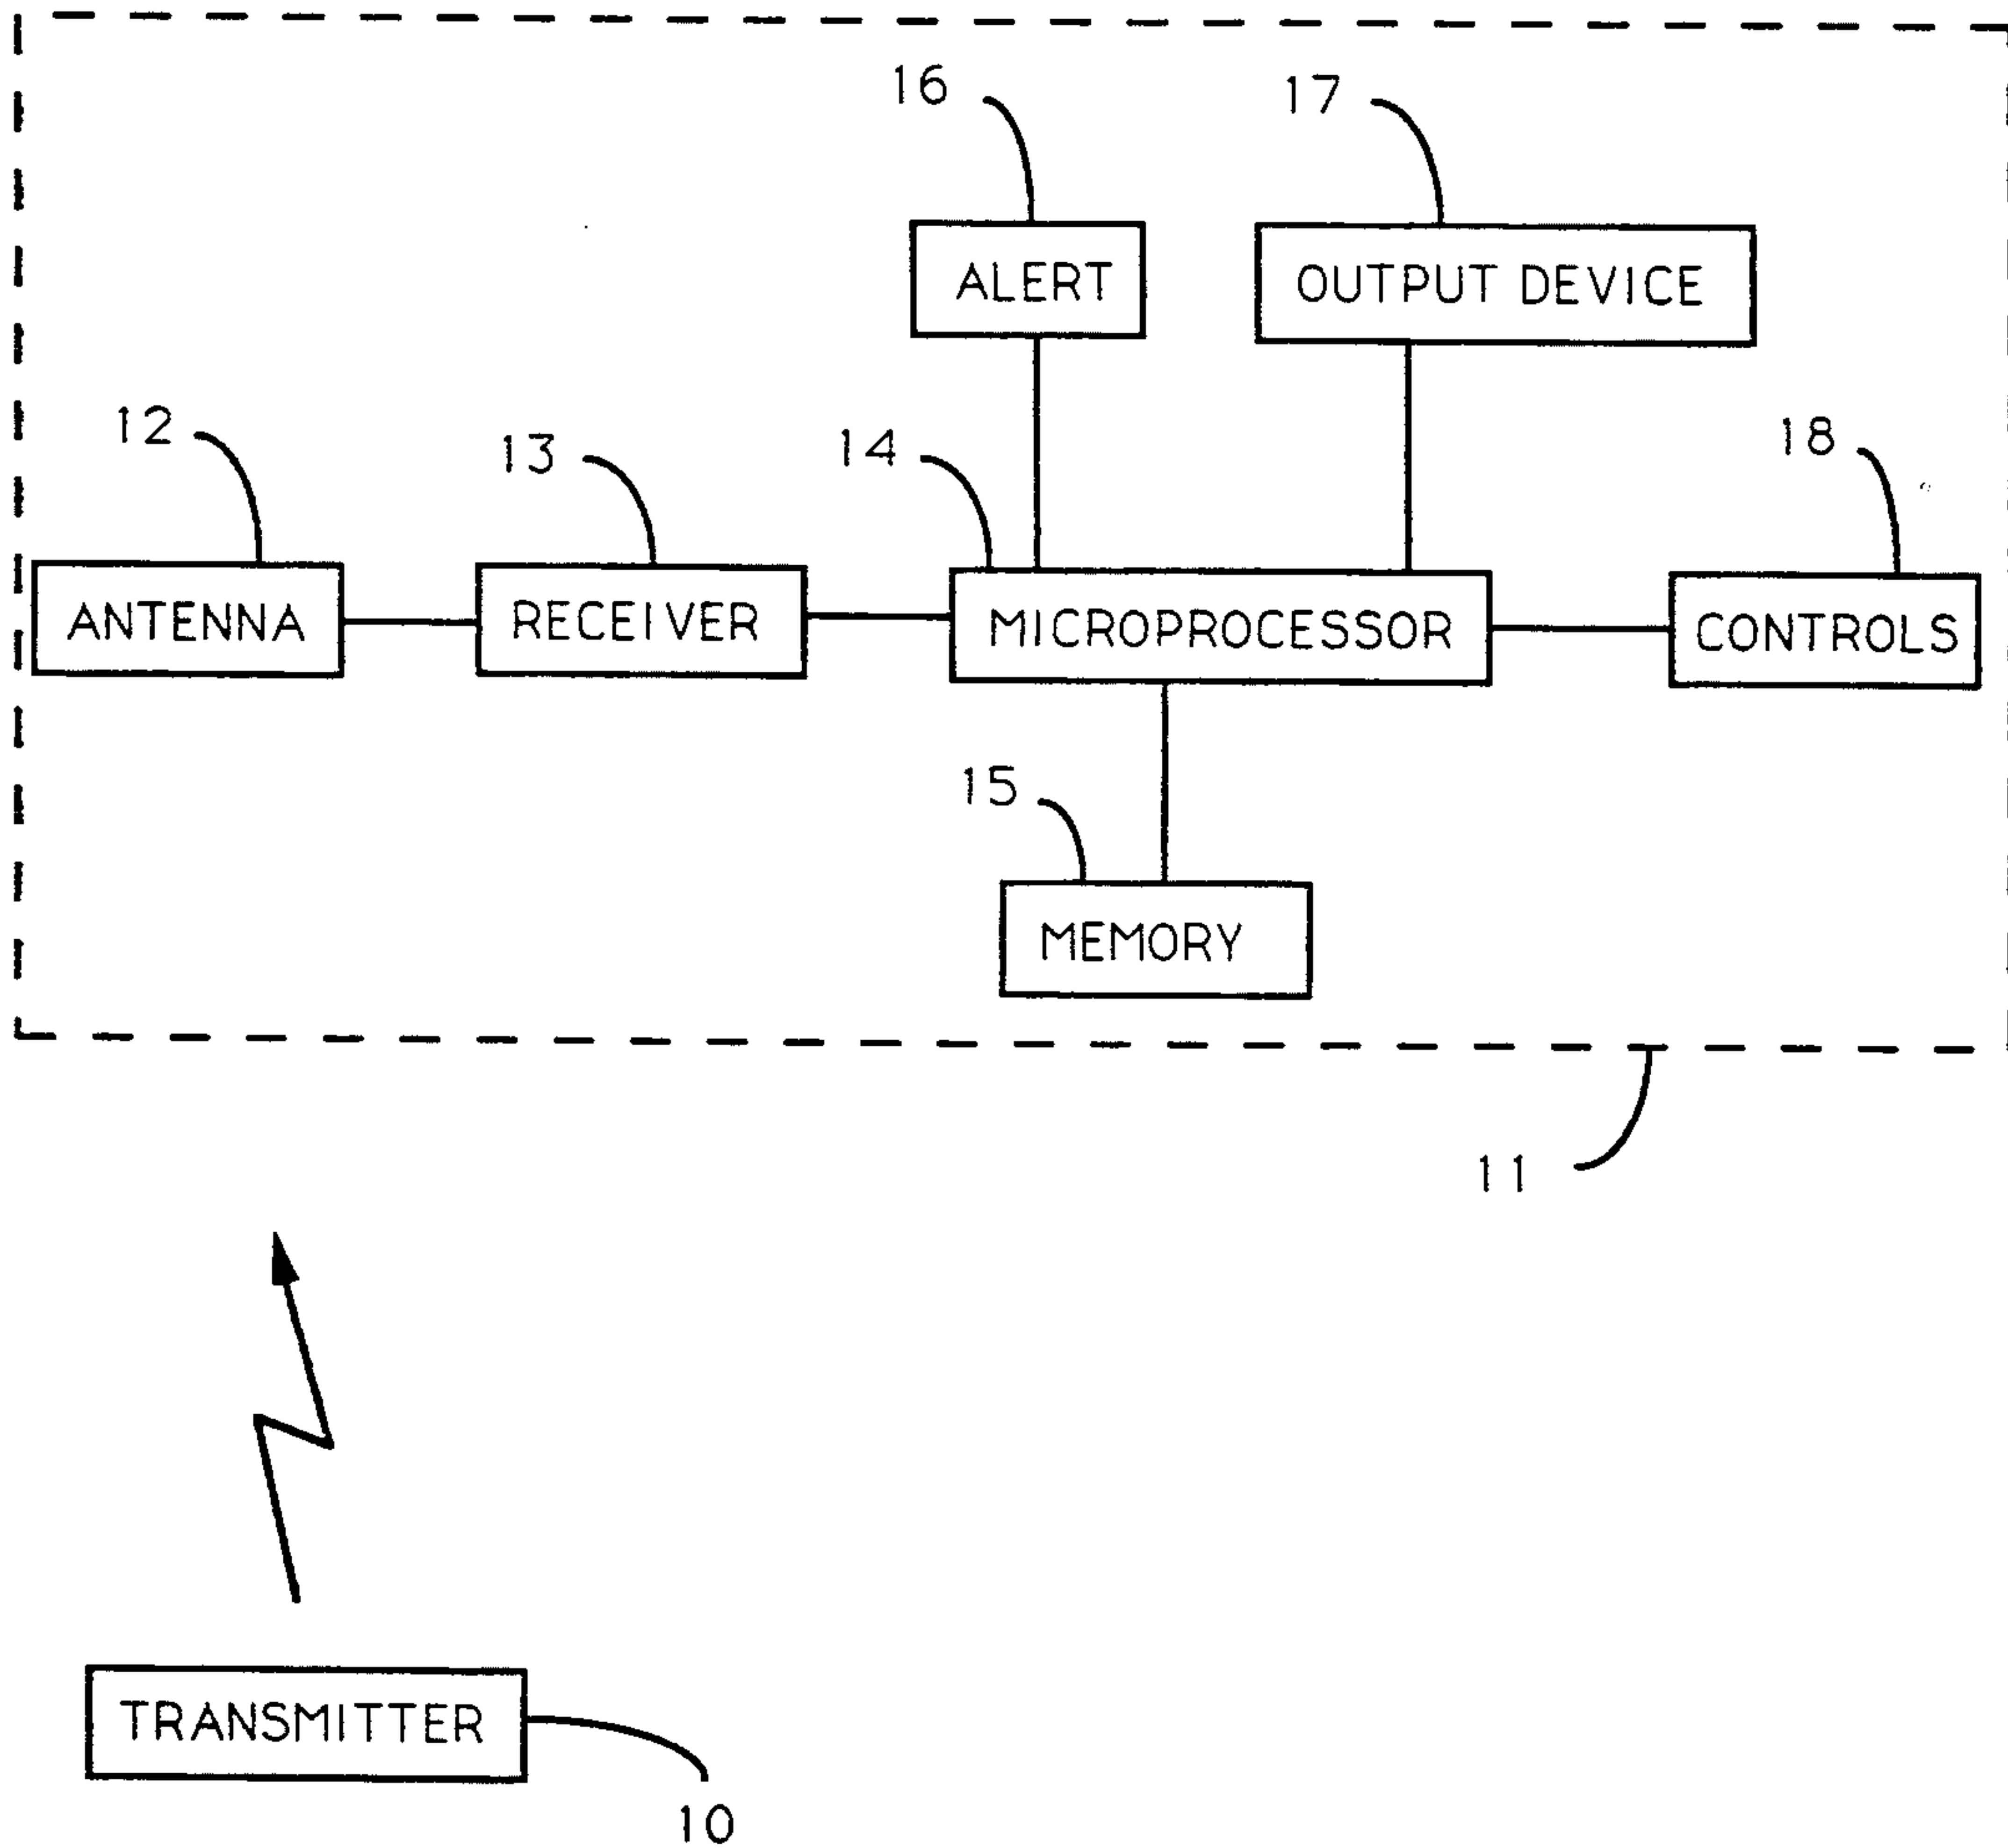 16
17
ALERT
OUTPUT DEVICE
12
13
14
18
ANTENNA
RECEIVER
MICROPROCESSOR
CONTROLS
15
MEMORY
11
TRANSMITTER
10